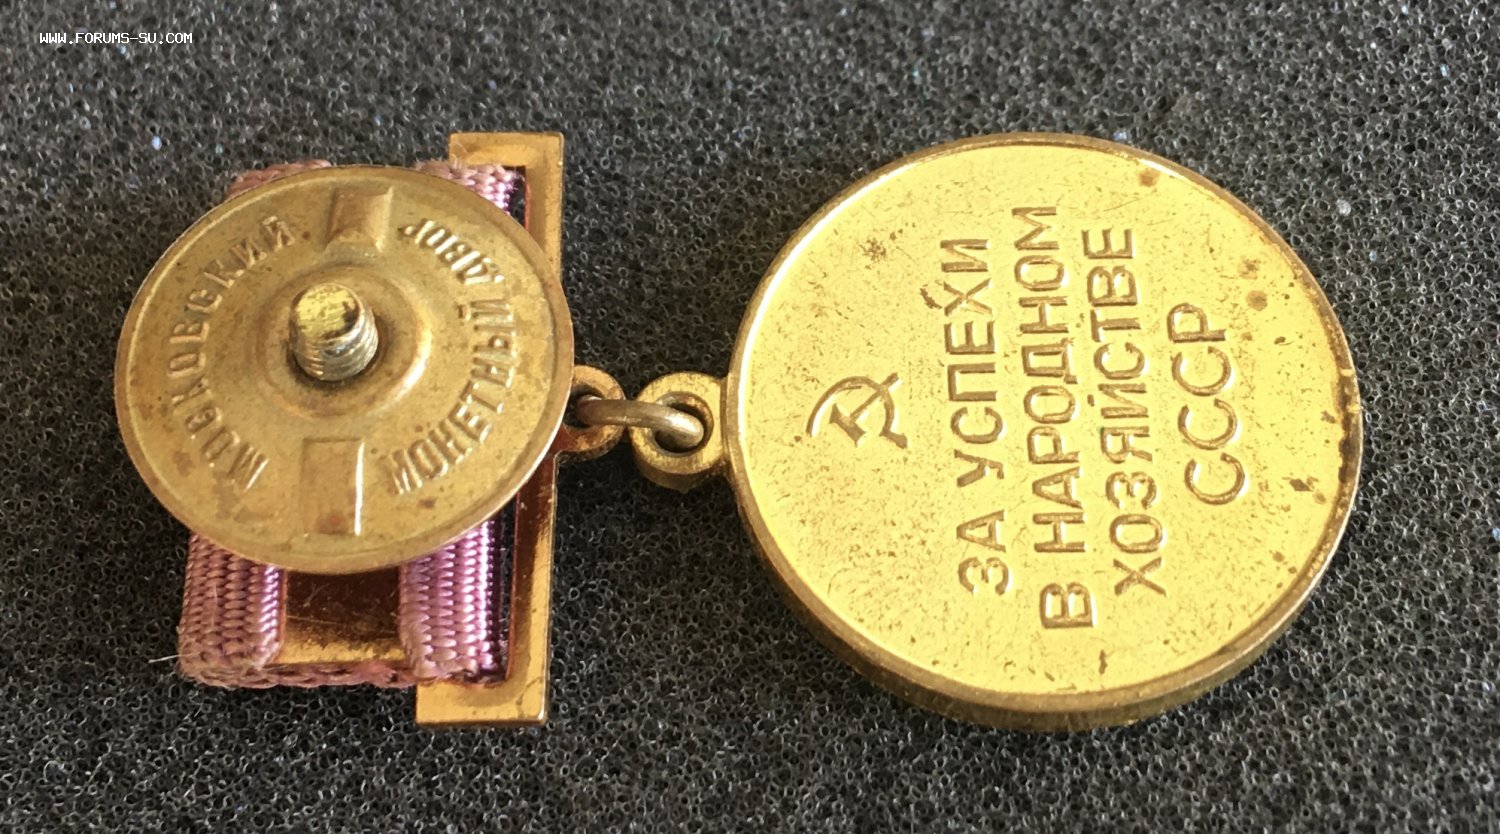 WWW.FORUMS-SU.COM
МОСКОВСКИЙ
МОНЕТНЫЙ ДВОР
ЗА УСПЕХИ
В НАРОДНОМ
ХОЗЯЙСТВЕ
СССР